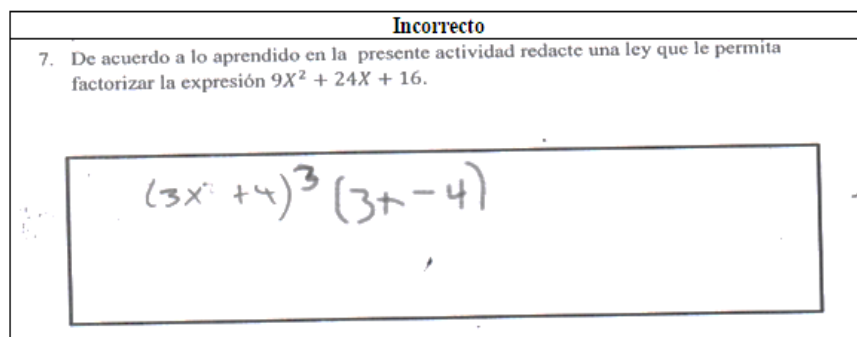 Incorrecto
7. De acuerdo a lo aprendido en la presente actividad redacte una ley que le permita
factorizar la expresión 9X² + 24X + 16.
(3x + 4)³ (3x - 4)